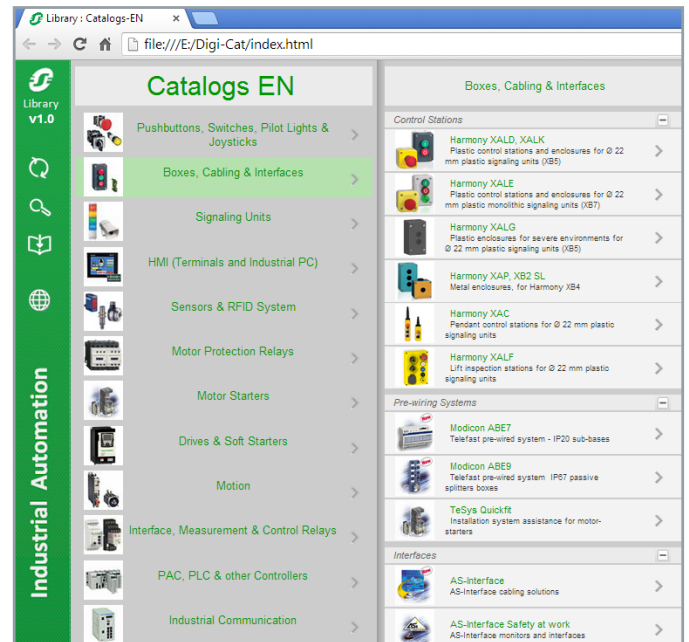 Library : Catalogs-EN
file:///E:/Digi-Cat/index.html
Library
v1.0
Industrial Automation
Catalogs EN
Pushbuttons, Switches, Pilot Lights &
Joysticks
Boxes, Cabling & Interfaces
Signaling Units
HMI (Terminals and Industrial PC)
Sensors & RFID System
Motor Protection Relays
Motor Starters
Drives & Soft Starters
Motion
Interface, Measurement & Control Relays
PAC, PLC & other Controllers
Industrial Communication
Boxes, Cabling & Interfaces
Control Stations
Harmony XALD, XALK
Plastic control stations and enclosures for Ø 22
mm plastic signaling units (XB5)
Harmony XALE
Plastic control stations and enclosures for Ø 22
mm plastic monolithic signaling units (XB7)
Harmony XALG
Plastic enclosures for severe environments for
Ø 22 mm plastic signaling units (XB5)
Harmony XAP, XB2 SL
Metal enclosures, for Harmony XB4
Harmony XAC
Pendant control stations for Ø 22 mm plastic
signaling units
Harmony XALF
Lift inspection stations for Ø 22 mm plastic
signaling units
Pre-wiring Systems
Modicon ABE7
Telefast pre-wired system - IP20 sub-bases
Modicon ABE9
Telefast pre-wired system IP67 passive
splitters boxes
TeSys Quickfit
Installation system assistance for motor-
starters
Interfaces
AS-Interface
AS-Interface cabling solutions
AS-Interface Safety at work
AS-Interface monitors and interfaces